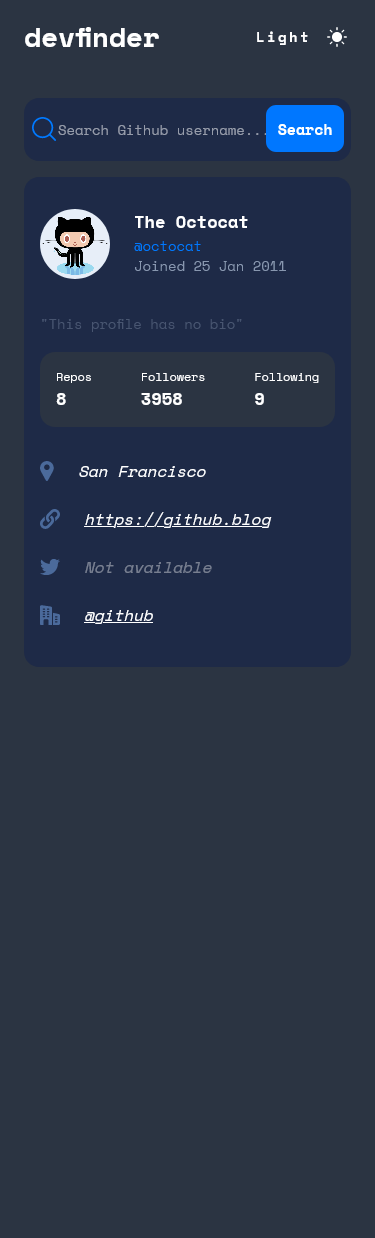 devfinder
Light
Search Github username...
Search
The Octocat
@octocat
Joined 25 Jan 2011
"This profile has no bio"
Repos Followers Following
8 3958 9
San Francisco
https://github.blog
Not available
@github